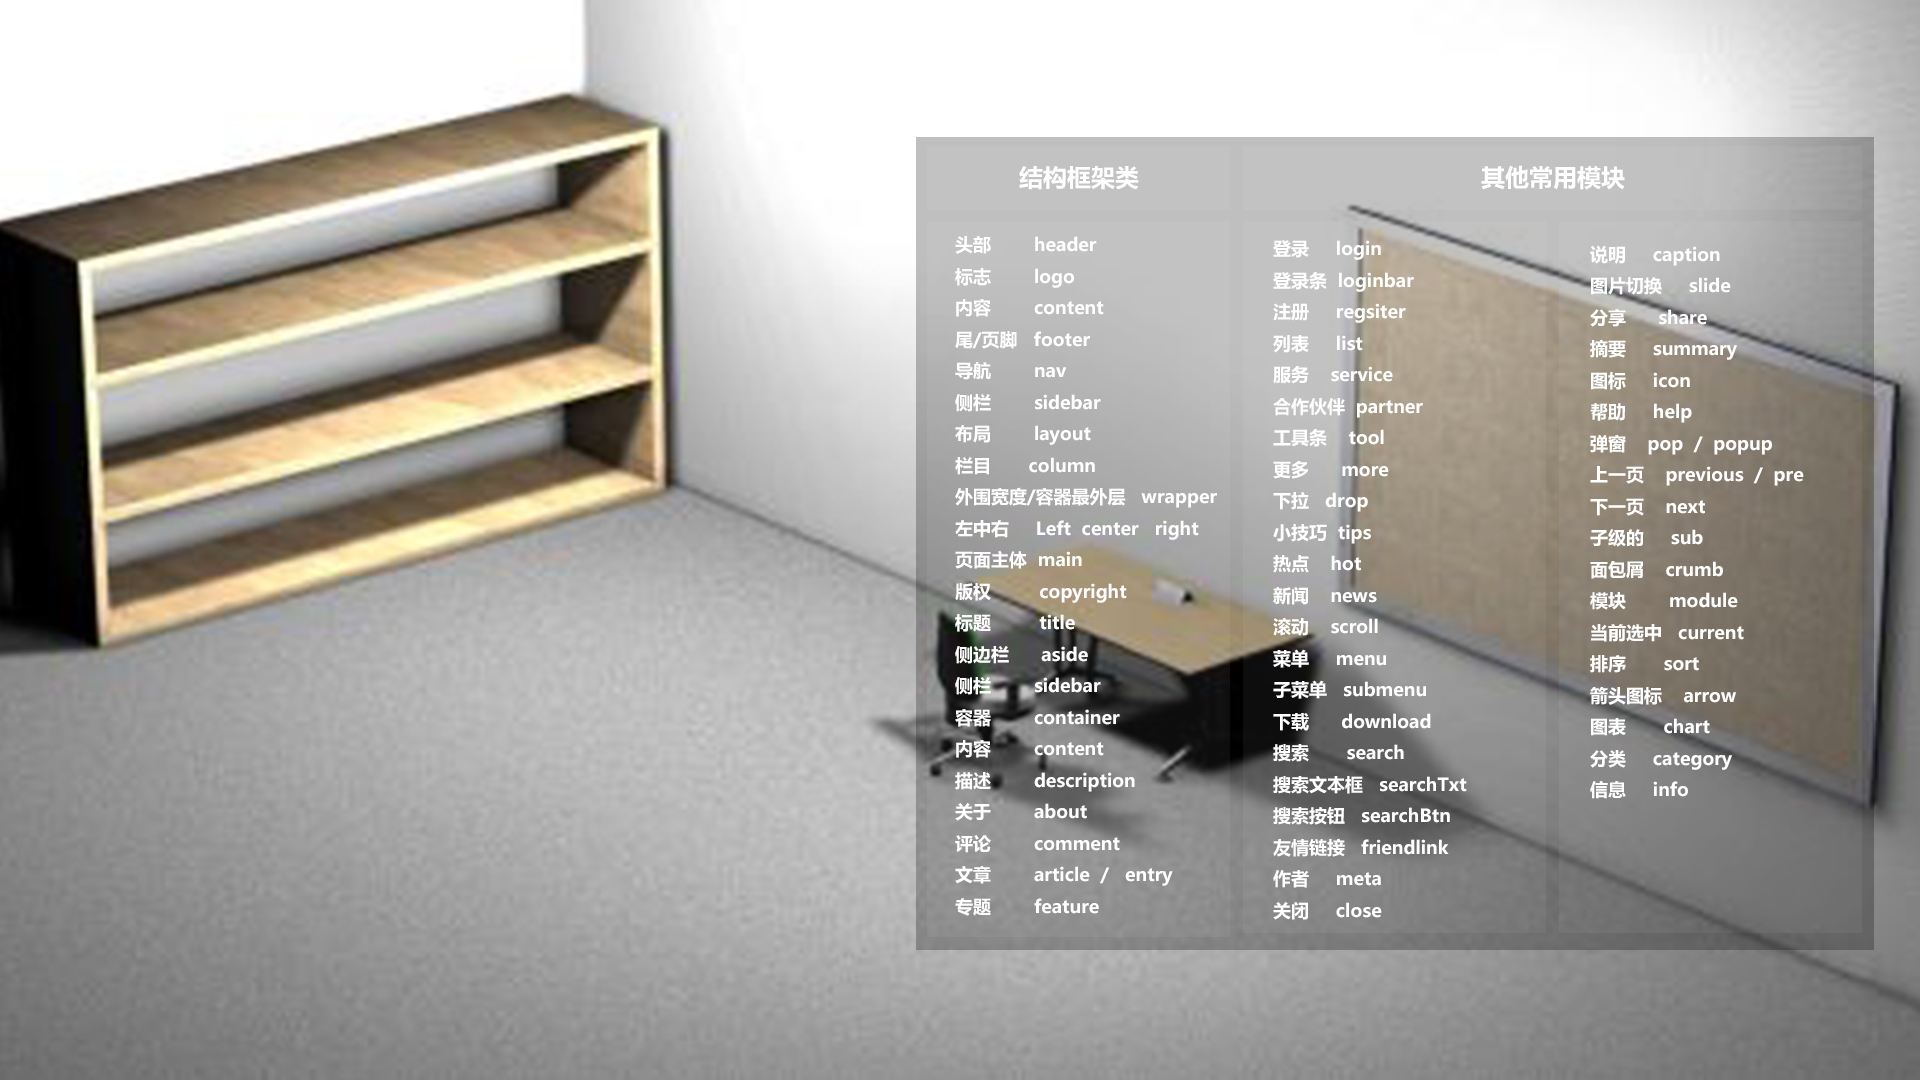 结构框架类
头部 header
标志 logo
内容 content
尾/页脚 footer
导航 nav
侧栏 sidebar
布局 layout
栏目 column
外围宽度/容器最外层 wrapper
左中右 Left center right
页面主体 main
版权 copyright
标题 title
侧边栏 aside
侧栏 sidebar
容器 container
内容 content
描述 description
关于 about
评论 comment
文章 article / entry
专题 feature
其他常用模块
登录 login
登录条 loginbar
注册 regsiter
列表 list
服务 service
合作伙伴 partner
工具条 tool
更多 more
下拉 drop
小技巧 tips
热点 hot
新闻 news
滚动 scroll
菜单 menu
子菜单 submenu
下载 download
搜索 search
搜索文本框 searchTxt
搜索按钮 searchBtn
友情链接 friendlink
作者 meta
关闭 close
说明 caption
图片切换 slide
分享 share
摘要 summary
图标 icon
帮助 help
弹窗 pop / popup
上一页 previous / pre
下一页 next
子级的 sub
面包屑 crumb
模块 module
当前选中 current
排序 sort
箭头图标 arrow
图表 chart
分类 category
信息 info